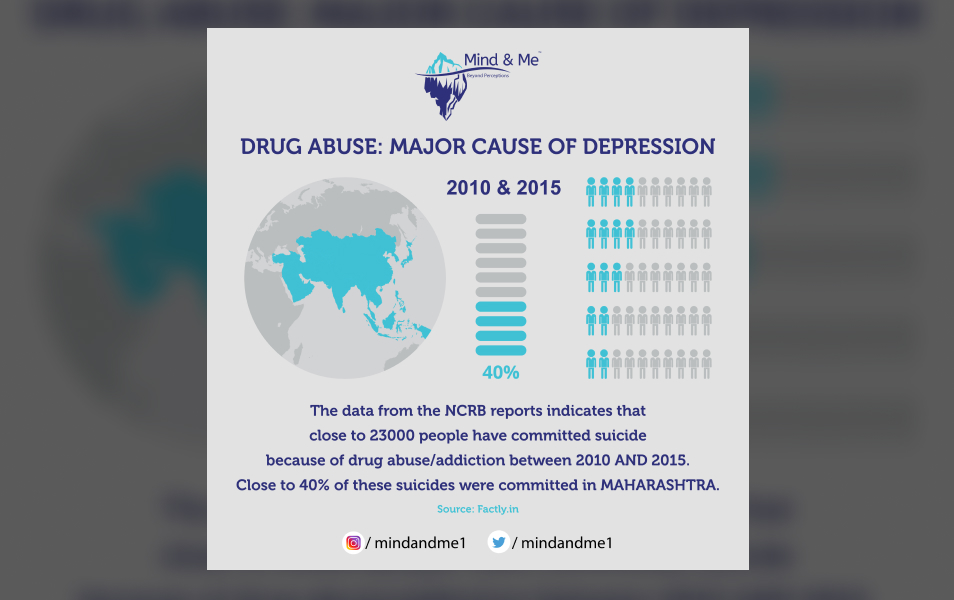 Mind & Me
Beyond Perceptions
DRUG ABUSE: MAJOR CAUSE OF DEPRESSION
2010 & 2015
40%
The data from the NCRB reports indicates that
close to 23000 people have committed suicide
because of drug abuse/addiction between 2010 AND 2015.
Close to 40% of these suicides were committed in MAHARASHTRA.
Source: Factly.in
/ mindandme1
/ mindandme1